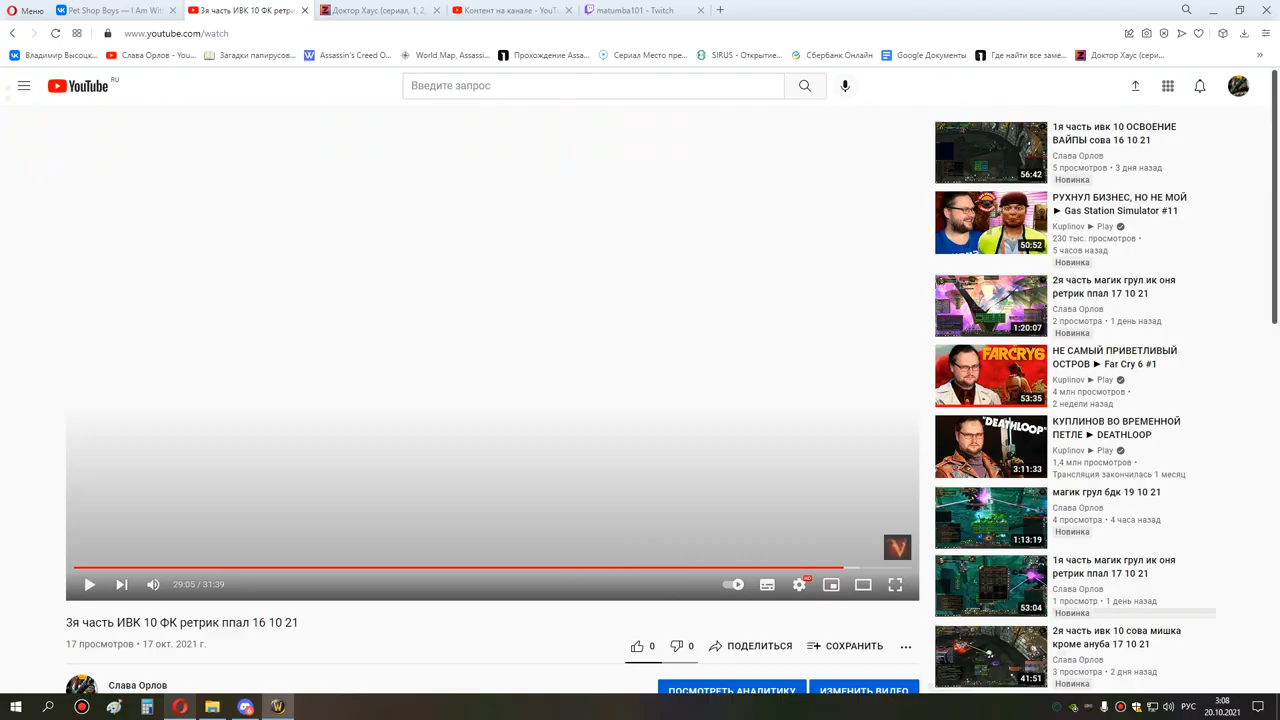 Меню
Pet Shop Boys — I Am Wit
3я часть ИВК 10 ФК ретри
Доктор Хаус (сериал, 1, 2,
Контент на канале - YouTu
matumba101 - Twitch
www.youtube.com/watch
Владимир Высоцк...
Слава Орлов - You...
Загадки папирусов...
Assassin's Creed O...
World Map, Assassi...
Прохождение Assa...
Сериал Место пре...
SIRUS - Открытие...
Сбербанк Онлайн
Google Документы
Где найти все заме...
Доктор Хаус (сери...
YouTube RU
Введите запрос
29:05 / 31:39
HD
3я часть ИВК 10 ФК ретрик ппал 16 10 21
17 просмотров • 17 окт. 2021 г.
0
0
ПОДЕЛИТЬСЯ
СОХРАНИТЬ
Слава Орлов
ПОСМОТРЕТЬ АНАЛИТИКУ
ИЗМЕНИТЬ ВИДЕО
56:42
1я часть ивк 10 ОСВОЕНИЕ
ВАЙПЫ сова 16 10 21
Слава Орлов
5 просмотров • 3 дня назад
Новинка
50:52
РУХНУЛ БИЗНЕС, НО НЕ МОЙ
► Gas Station Simulator #11
Kuplinov ► Play
230 тыс. просмотров •
5 часов назад
Новинка
1:20:07
2я часть магик грул ик оня
ретрик ппал 17 10 21
Слава Орлов
2 просмотра • 1 день назад
Новинка
FARCRY6
53:35
НЕ САМЫЙ ПРИВЕТЛИВЫЙ
ОСТРОВ ► Far Cry 6 #1
Kuplinov ► Play
4 млн просмотров •
2 недели назад
"DEATHLOOP"
3:11:33
КУПЛИНОВ ВО ВРЕМЕННОЙ
ПЕТЛЕ ► DEATHLOOP
Kuplinov ► Play
1,4 млн просмотров •
Трансляция закончилась 1 месяц
1:13:19
магик грул бдк 19 10 21
Слава Орлов
4 просмотра • 4 часа назад
Новинка
53:04
1я часть магик грул ик оня
ретрик ппал 17 10 21
Слава Орлов
1 просмотр • 1 день назад
Новинка
41:51
2я часть ивк 10 сова мишка
кроме ануба 17 10 21
Слава Орлов
3 просмотра • 2 дня назад
Новинка
РУС
3:08
20.10.2021